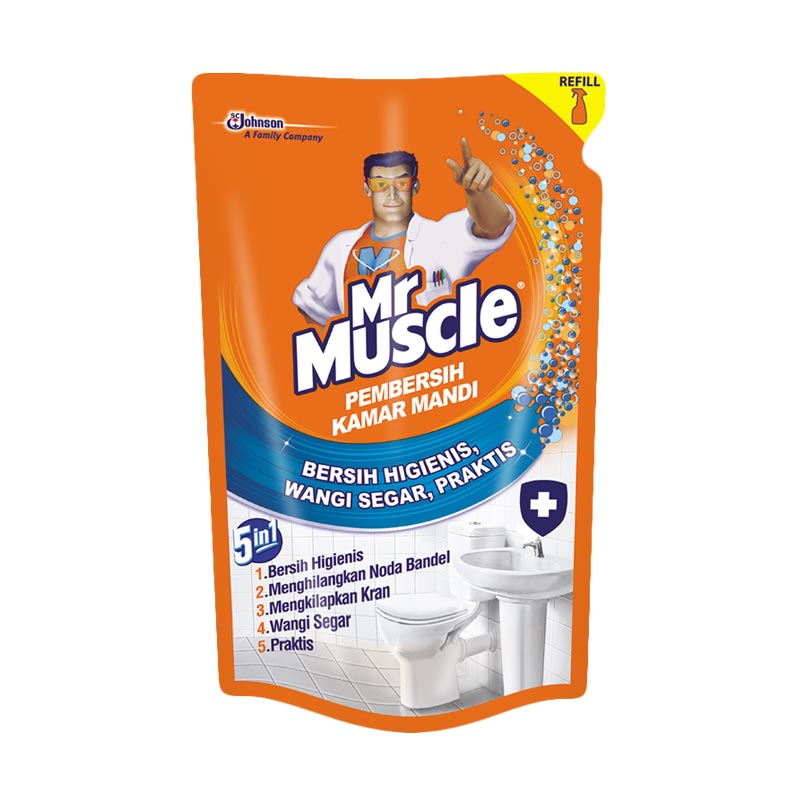 REFILL
SC Johnson
A Family Company
Mr
Muscle®
PEMBERSIH
KAMAR MANDI
BERSIH HIGIENIS,
WANGI SEGAR, PRAKTIS
5in1
1.Bersih Higienis
2.Menghilangkan Noda Bandel
3.Mengkilapkan Kran
4.Wangi Segar
5.Praktis